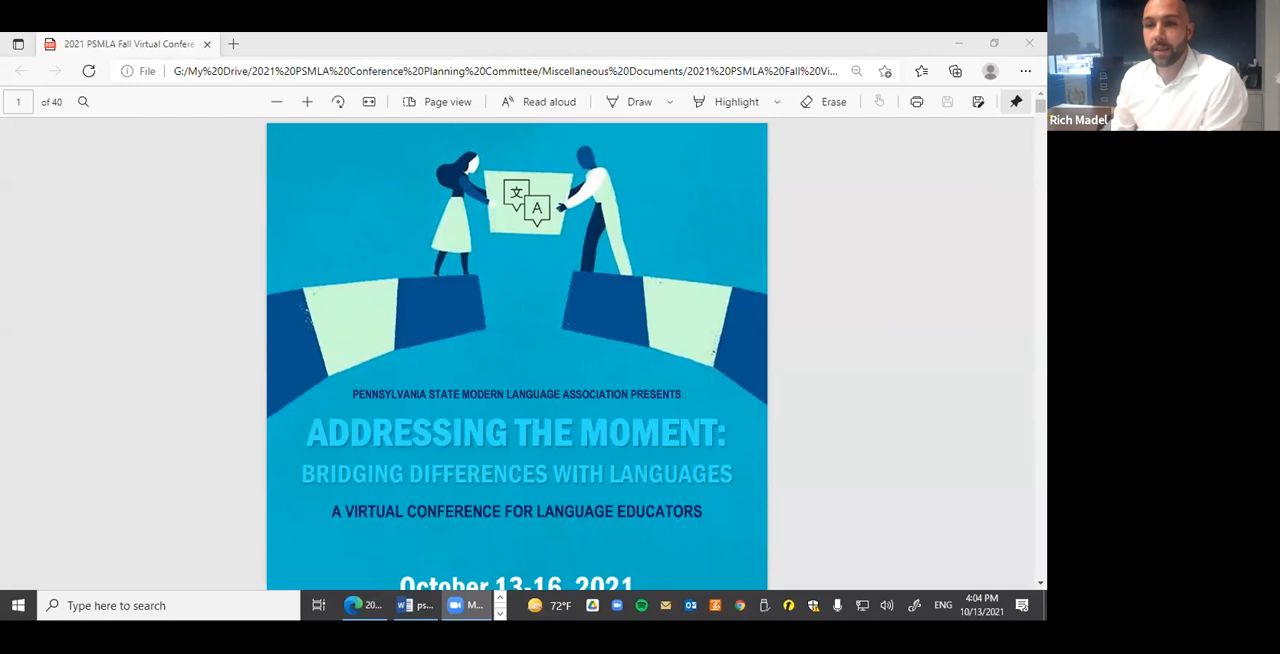 2021 PSMLA Fall Virtual Confere
File
G:/My%20Drive/2021%20PSMLA%20Conference%20Planning%20Committee/Miscellaneous%20Documents/2021%20PSMLA%20Fall%20Vi...
1 of 40
Page view
Read aloud
Draw
Highlight
Erase
Rich Madel
文
A
PENNSYLVANIA STATE MODERN LANGUAGE ASSOCIATION PRESENTS
ADDRESSING THE MOMENT:
BRIDGING DIFFERENCES WITH LANGUAGES
A VIRTUAL CONFERENCE FOR LANGUAGE EDUCATORS
October 13-16, 2021
Type here to search
20...
ps...
M...
72°F
ENG
4:04 PM
10/13/2021